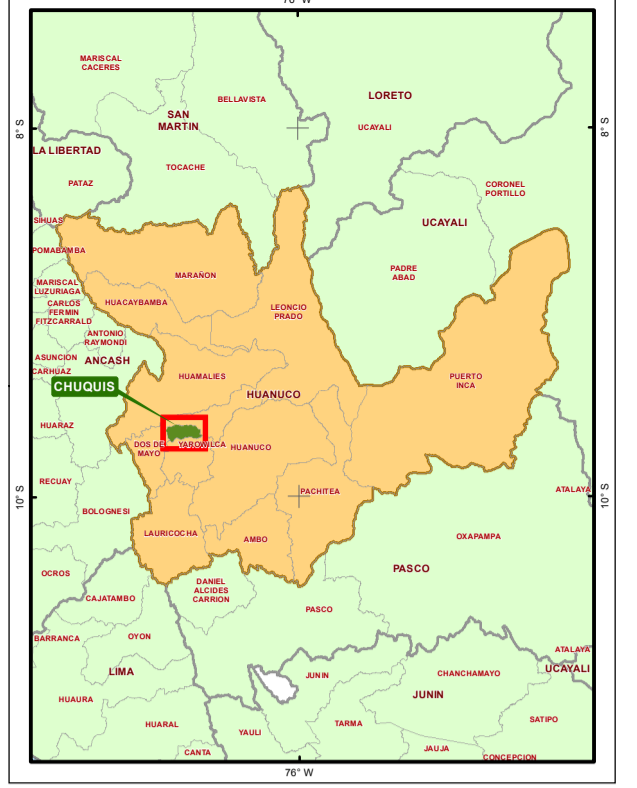 76° W
MARISCAL
CACERES
BELLAVISTA
LORETO
SAN
MARTIN
UCAYALI
8° S
8° S
LA LIBERTAD
TOCACHE
PATAZ
CORONEL
PORTILLO
SIHUAS
UCAYALI
POMABAMBA
PADRE
ABAD
MARAÑON
MARISCAL
LUZURIAGA
HUACAYBAMBA
CARLOS
FERMIN
FITZCARRALD
LEONCIO
PRADO
ANTONIO
RAYMONDI
ASUNCION
ANCASH
CARHUAZ
HUAMALIES
PUERTO
INCA
CHUQUIS
HUANUCO
HUARAZ
DOS DE
MAYO
YAROWILCA
HUANUCO
RECUAY
PACHITEA
ATALAYA
10° S
10° S
BOLOGNESI
LAURICOCHA
AMBO
OXAPAMPA
PASCO
OCROS
DANIEL
ALCIDES
CARRION
CAJATAMBO
PASCO
BARRANCA
OYON
ATALAYA
UCAYALI
LIMA
JUNIN
CHANCHAMAYO
JUNIN
HUAURA
SATIPO
HUARAL
YAULI
TARMA
JAUJA
CANTA
CONCEPCION
76° W